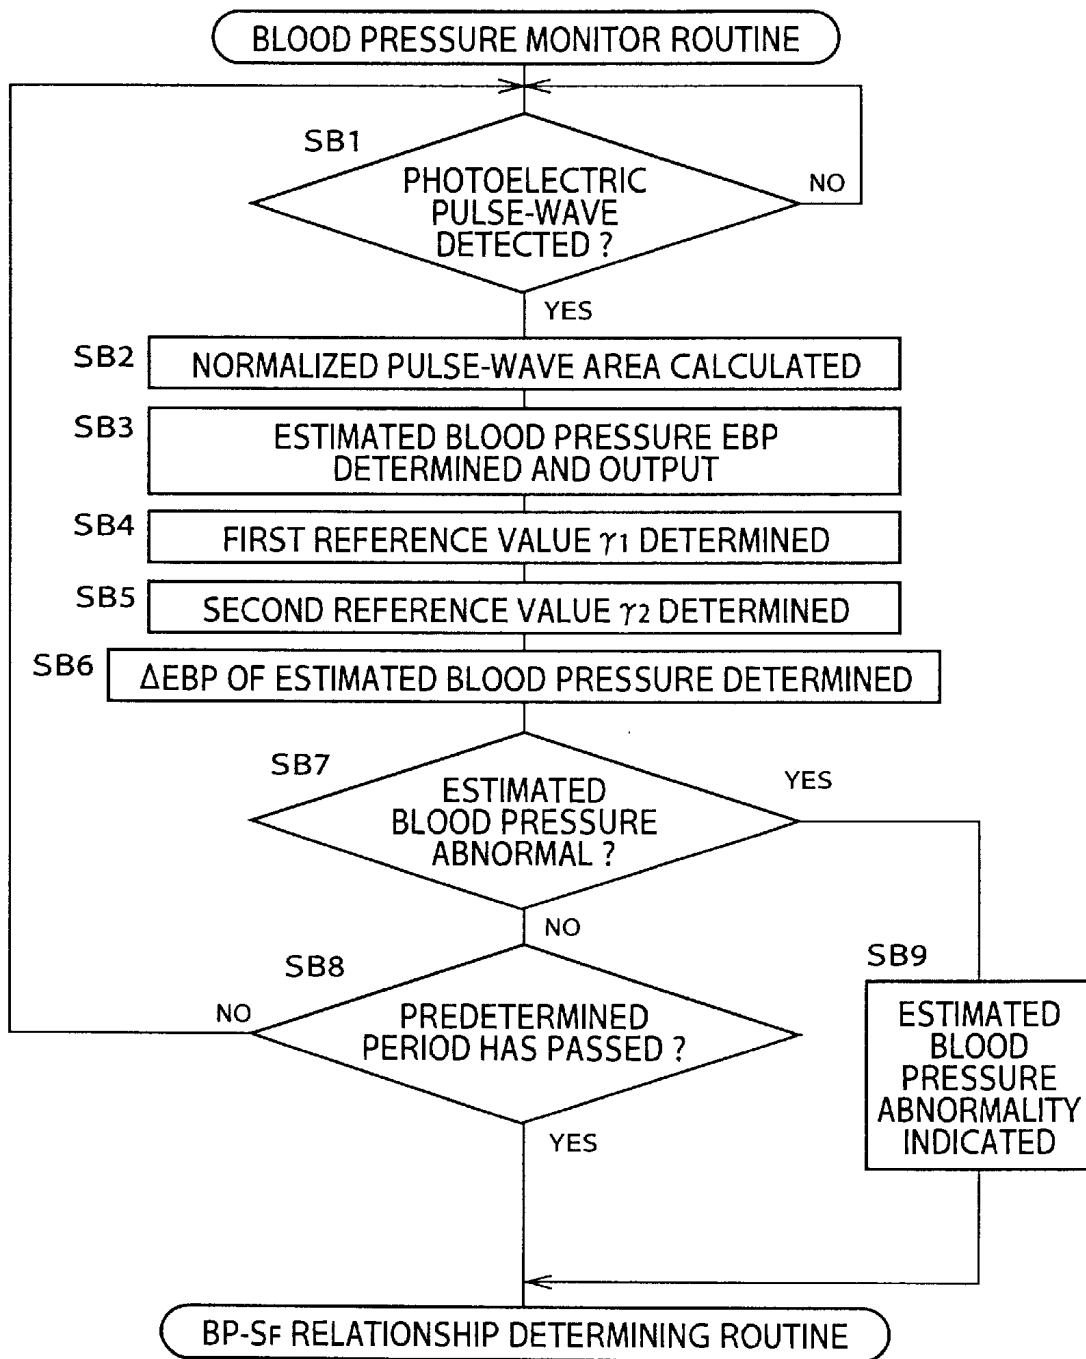 BLOOD PRESSURE MONITOR ROUTINE
SB1
PHOTOELECTRIC
PULSE-WAVE
DETECTED ?
NO
YES
SB2
NORMALIZED PULSE-WAVE AREA CALCULATED
SB3
ESTIMATED BLOOD PRESSURE EBP
DETERMINED AND OUTPUT
SB4
FIRST REFERENCE VALUE γ1 DETERMINED
SB5
SECOND REFERENCE VALUE γ2 DETERMINED
SB6
ΔEBP OF ESTIMATED BLOOD PRESSURE DETERMINED
SB7
ESTIMATED
BLOOD PRESSURE
ABNORMAL ?
YES
NO
SB8
PREDETERMINED
PERIOD HAS PASSED ?
NO
YES
SB9
ESTIMATED
BLOOD
PRESSURE
ABNORMALITY
INDICATED
BP-SF RELATIONSHIP DETERMINING ROUTINE